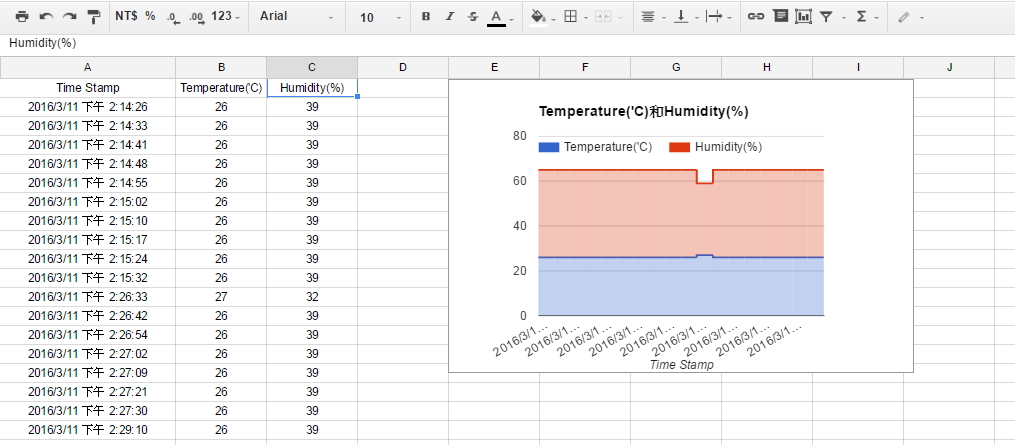 NT$ % .0 .00 123 Arial 10 B I S A Σ
Humidity(%)
A B C D E F G H I J
Time Stamp Temperature('C) Humidity(%)
2016/3/11 下午 2:14:26 26 39
2016/3/11 下午 2:14:33 26 39
2016/3/11 下午 2:14:41 26 39
2016/3/11 下午 2:14:48 26 39
2016/3/11 下午 2:14:55 26 39
2016/3/11 下午 2:15:02 26 39
2016/3/11 下午 2:15:10 26 39
2016/3/11 下午 2:15:17 26 39
2016/3/11 下午 2:15:24 26 39
2016/3/11 下午 2:15:32 26 39
2016/3/11 下午 2:26:33 27 32
2016/3/11 下午 2:26:42 26 39
2016/3/11 下午 2:26:54 26 39
2016/3/11 下午 2:27:02 26 39
2016/3/11 下午 2:27:09 26 39
2016/3/11 下午 2:27:21 26 39
2016/3/11 下午 2:27:30 26 39
2016/3/11 下午 2:29:10 26 39
Temperature('C)和Humidity(%)
80
Temperature('C) Humidity(%)
60
40
20
0
2016/3/1... 2016/3/1... 2016/3/1... 2016/3/1... 2016/3/1... 2016/3/1... 2016/3/1... 2016/3/1... 2016/3/1...
Time Stamp